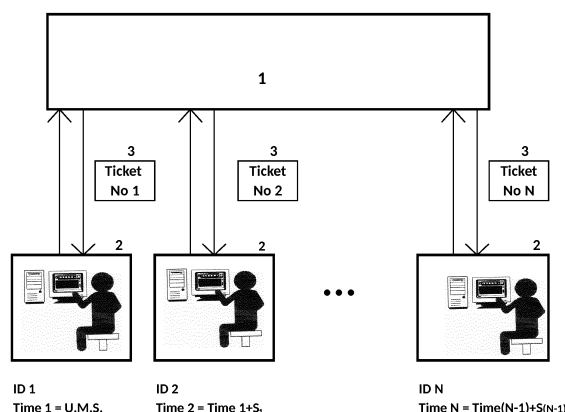 1
3
Ticket
No 1
3
Ticket
No 2
3
Ticket
No N
2
2
2
ID 1
Time 1 = U.M.S.
ID 2
Time 2 = Time 1+S₁
ID N
Time N = Time(N-1)+S(N-1)